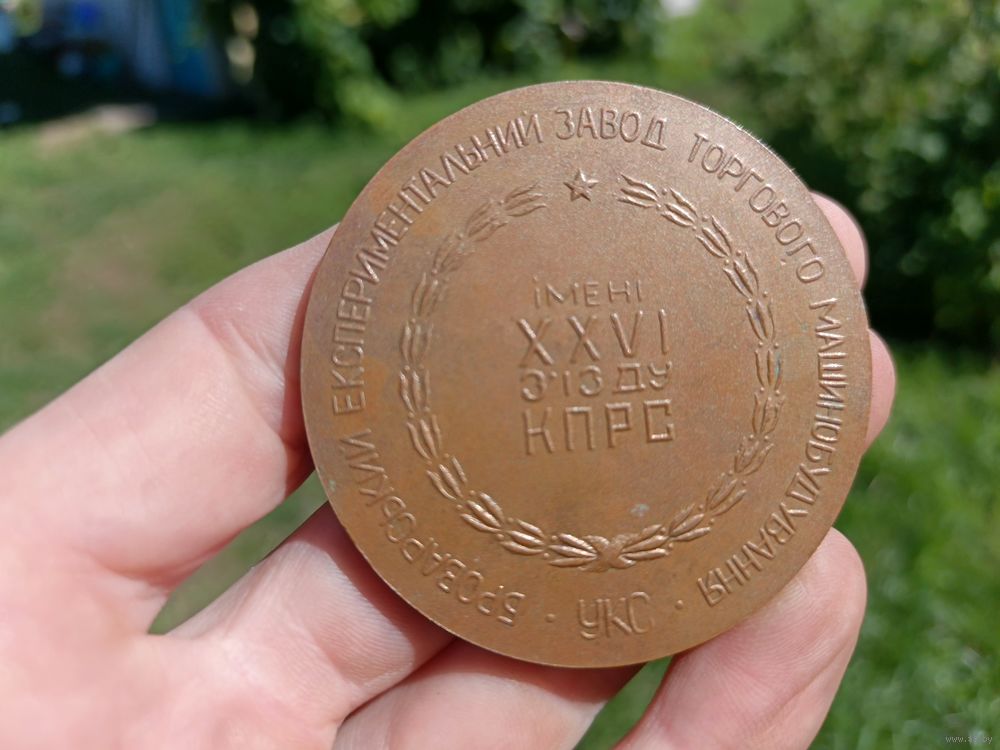 БРОВАРСЬКИЙ ЕКСПЕРИМЕНТАЛЬНИЙ ЗАВОД ТОРГОВОГО МАШИНОБУДУВАННЯ
· УКС ·
ІМЕНІ
XXVI
З'ЇЗДУ
КПРС